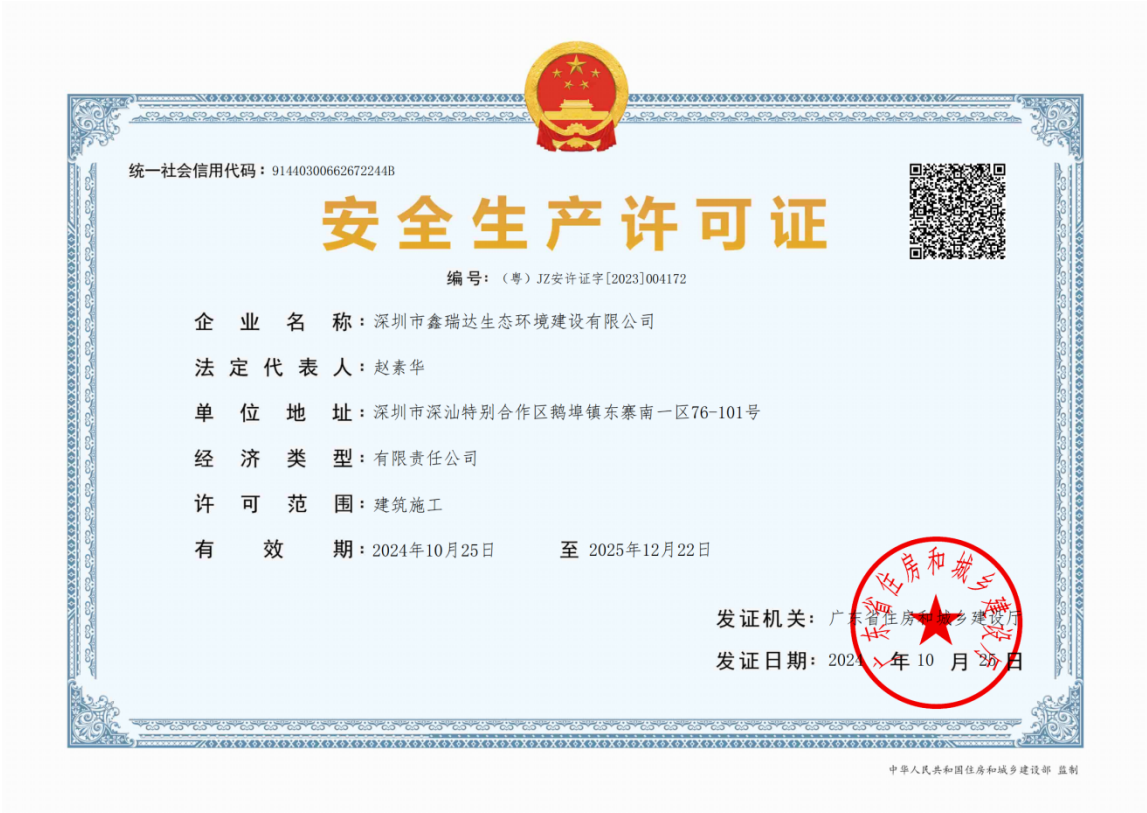 统一社会信用代码：91440300662672244B
安全生产许可证
编号：（粤）JZ安许证字[2023]004172
企业名称：深圳市鑫瑞达生态环境建设有限公司
法定代表人：赵素华
单位地址：深圳市深汕特别合作区鹅埠镇东寨南一区76-101号
经济类型：有限责任公司
许可范围：建筑施工
有效期：2024年10月25日 至 2025年12月22日
发证机关：广东省住房和城乡建设厅
发证日期：2024年10月25日
广东省住房和城乡建设厅
中华人民共和国住房和城乡建设部 监制